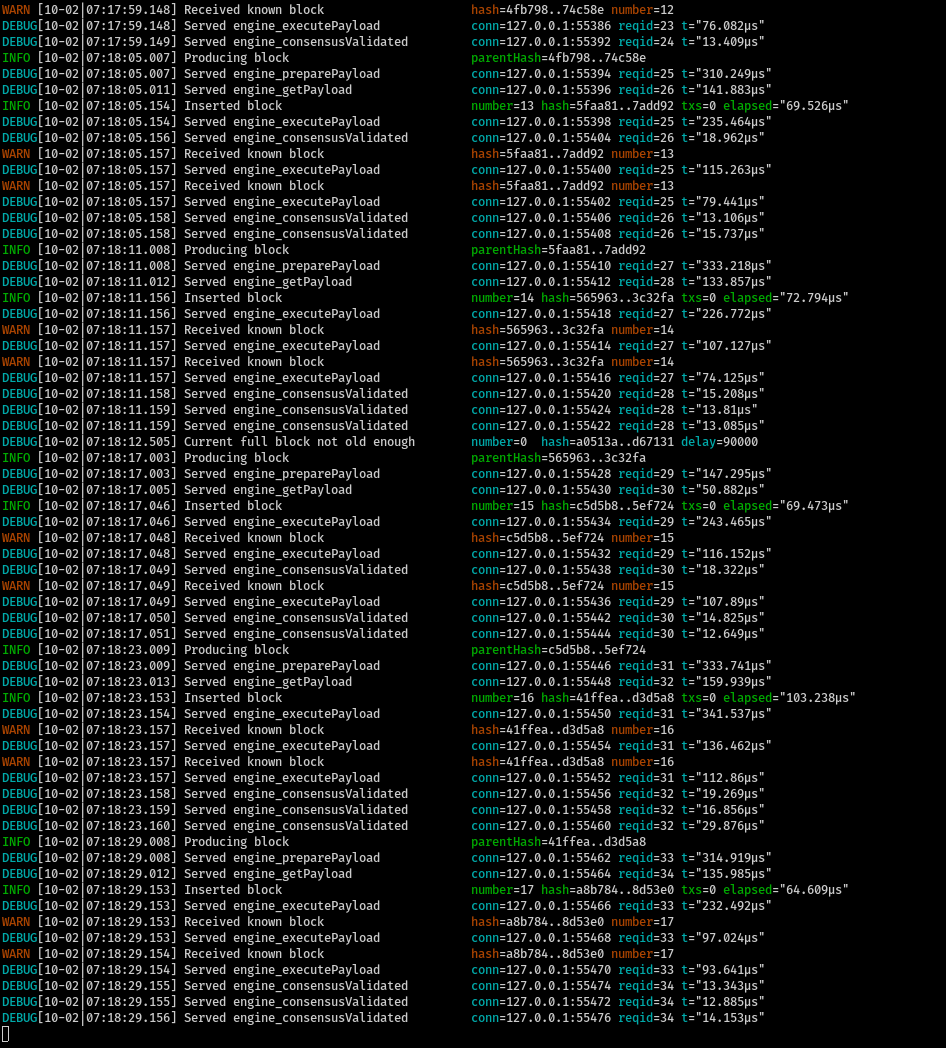 WARN [10-02|07:17:59.148] Received known block hash=4fb798..74c58e number=12
DEBUG[10-02|07:17:59.148] Served engine_executePayload conn=127.0.0.1:55386 reqid=23 t="76.082µs"
DEBUG[10-02|07:17:59.149] Served engine_consensusValidated conn=127.0.0.1:55392 reqid=24 t="13.409µs"
INFO [10-02|07:18:05.007] Producing block parentHash=4fb798..74c58e
DEBUG[10-02|07:18:05.007] Served engine_preparePayload conn=127.0.0.1:55394 reqid=25 t="310.249µs"
DEBUG[10-02|07:18:05.011] Served engine_getPayload conn=127.0.0.1:55396 reqid=26 t="141.883µs"
INFO [10-02|07:18:05.154] Inserted block number=13 hash=5faa81..7add92 txs=0 elapsed="69.526µs"
DEBUG[10-02|07:18:05.154] Served engine_executePayload conn=127.0.0.1:55398 reqid=25 t="235.464µs"
DEBUG[10-02|07:18:05.156] Served engine_consensusValidated conn=127.0.0.1:55404 reqid=26 t="18.962µs"
WARN [10-02|07:18:05.157] Received known block hash=5faa81..7add92 number=13
DEBUG[10-02|07:18:05.157] Served engine_executePayload conn=127.0.0.1:55400 reqid=25 t="115.263µs"
WARN [10-02|07:18:05.157] Received known block hash=5faa81..7add92 number=13
DEBUG[10-02|07:18:05.157] Served engine_executePayload conn=127.0.0.1:55402 reqid=25 t="79.441µs"
DEBUG[10-02|07:18:05.158] Served engine_consensusValidated conn=127.0.0.1:55406 reqid=26 t="13.106µs"
DEBUG[10-02|07:18:05.158] Served engine_consensusValidated conn=127.0.0.1:55408 reqid=26 t="15.737µs"
INFO [10-02|07:18:11.008] Producing block parentHash=5faa81..7add92
DEBUG[10-02|07:18:11.008] Served engine_preparePayload conn=127.0.0.1:55410 reqid=27 t="333.218µs"
DEBUG[10-02|07:18:11.012] Served engine_getPayload conn=127.0.0.1:55412 reqid=28 t="133.857µs"
INFO [10-02|07:18:11.156] Inserted block number=14 hash=565963..3c32fa txs=0 elapsed="72.794µs"
DEBUG[10-02|07:18:11.156] Served engine_executePayload conn=127.0.0.1:55418 reqid=27 t="226.772µs"
WARN [10-02|07:18:11.157] Received known block hash=565963..3c32fa number=14
DEBUG[10-02|07:18:11.157] Served engine_executePayload conn=127.0.0.1:55414 reqid=27 t="107.127µs"
WARN [10-02|07:18:11.157] Received known block hash=565963..3c32fa number=14
DEBUG[10-02|07:18:11.157] Served engine_executePayload conn=127.0.0.1:55416 reqid=27 t="74.125µs"
DEBUG[10-02|07:18:11.158] Served engine_consensusValidated conn=127.0.0.1:55420 reqid=28 t="15.208µs"
DEBUG[10-02|07:18:11.159] Served engine_consensusValidated conn=127.0.0.1:55424 reqid=28 t="13.81µs"
DEBUG[10-02|07:18:11.159] Served engine_consensusValidated conn=127.0.0.1:55422 reqid=28 t="13.085µs"
DEBUG[10-02|07:18:12.505] Current full block not old enough number=0 hash=a0513a..d67131 delay=90000
INFO [10-02|07:18:17.003] Producing block parentHash=565963..3c32fa
DEBUG[10-02|07:18:17.003] Served engine_preparePayload conn=127.0.0.1:55428 reqid=29 t="147.295µs"
DEBUG[10-02|07:18:17.005] Served engine_getPayload conn=127.0.0.1:55430 reqid=30 t="50.882µs"
INFO [10-02|07:18:17.046] Inserted block number=15 hash=c5d5b8..5ef724 txs=0 elapsed="69.473µs"
DEBUG[10-02|07:18:17.046] Served engine_executePayload conn=127.0.0.1:55434 reqid=29 t="243.465µs"
WARN [10-02|07:18:17.048] Received known block hash=c5d5b8..5ef724 number=15
DEBUG[10-02|07:18:17.048] Served engine_executePayload conn=127.0.0.1:55432 reqid=29 t="116.152µs"
DEBUG[10-02|07:18:17.049] Served engine_consensusValidated conn=127.0.0.1:55438 reqid=30 t="18.322µs"
WARN [10-02|07:18:17.049] Received known block hash=c5d5b8..5ef724 number=15
DEBUG[10-02|07:18:17.049] Served engine_executePayload conn=127.0.0.1:55436 reqid=29 t="107.89µs"
DEBUG[10-02|07:18:17.050] Served engine_consensusValidated conn=127.0.0.1:55442 reqid=30 t="14.825µs"
DEBUG[10-02|07:18:17.051] Served engine_consensusValidated conn=127.0.0.1:55444 reqid=30 t="12.649µs"
INFO [10-02|07:18:23.009] Producing block parentHash=c5d5b8..5ef724
DEBUG[10-02|07:18:23.009] Served engine_preparePayload conn=127.0.0.1:55446 reqid=31 t="333.741µs"
DEBUG[10-02|07:18:23.013] Served engine_getPayload conn=127.0.0.1:55448 reqid=32 t="159.939µs"
INFO [10-02|07:18:23.153] Inserted block number=16 hash=41ffea..d3d5a8 txs=0 elapsed="103.238µs"
DEBUG[10-02|07:18:23.154] Served engine_executePayload conn=127.0.0.1:55450 reqid=31 t="341.537µs"
WARN [10-02|07:18:23.157] Received known block hash=41ffea..d3d5a8 number=16
DEBUG[10-02|07:18:23.157] Served engine_executePayload conn=127.0.0.1:55454 reqid=31 t="136.462µs"
WARN [10-02|07:18:23.157] Received known block hash=41ffea..d3d5a8 number=16
DEBUG[10-02|07:18:23.157] Served engine_executePayload conn=127.0.0.1:55452 reqid=31 t="112.86µs"
DEBUG[10-02|07:18:23.158] Served engine_consensusValidated conn=127.0.0.1:55456 reqid=32 t="19.269µs"
DEBUG[10-02|07:18:23.159] Served engine_consensusValidated conn=127.0.0.1:55458 reqid=32 t="16.856µs"
DEBUG[10-02|07:18:23.160] Served engine_consensusValidated conn=127.0.0.1:55460 reqid=32 t="29.876µs"
INFO [10-02|07:18:29.008] Producing block parentHash=41ffea..d3d5a8
DEBUG[10-02|07:18:29.008] Served engine_preparePayload conn=127.0.0.1:55462 reqid=33 t="314.919µs"
DEBUG[10-02|07:18:29.012] Served engine_getPayload conn=127.0.0.1:55464 reqid=34 t="135.985µs"
INFO [10-02|07:18:29.153] Inserted block number=17 hash=a8b784..8d53e0 txs=0 elapsed="64.609µs"
DEBUG[10-02|07:18:29.153] Served engine_executePayload conn=127.0.0.1:55466 reqid=33 t="232.492µs"
WARN [10-02|07:18:29.153] Received known block hash=a8b784..8d53e0 number=17
DEBUG[10-02|07:18:29.153] Served engine_executePayload conn=127.0.0.1:55468 reqid=33 t="97.024µs"
WARN [10-02|07:18:29.154] Received known block hash=a8b784..8d53e0 number=17
DEBUG[10-02|07:18:29.154] Served engine_executePayload conn=127.0.0.1:55470 reqid=33 t="93.641µs"
DEBUG[10-02|07:18:29.155] Served engine_consensusValidated conn=127.0.0.1:55474 reqid=34 t="13.343µs"
DEBUG[10-02|07:18:29.155] Served engine_consensusValidated conn=127.0.0.1:55472 reqid=34 t="12.885µs"
DEBUG[10-02|07:18:29.156] Served engine_consensusValidated conn=127.0.0.1:55476 reqid=34 t="14.153µs"